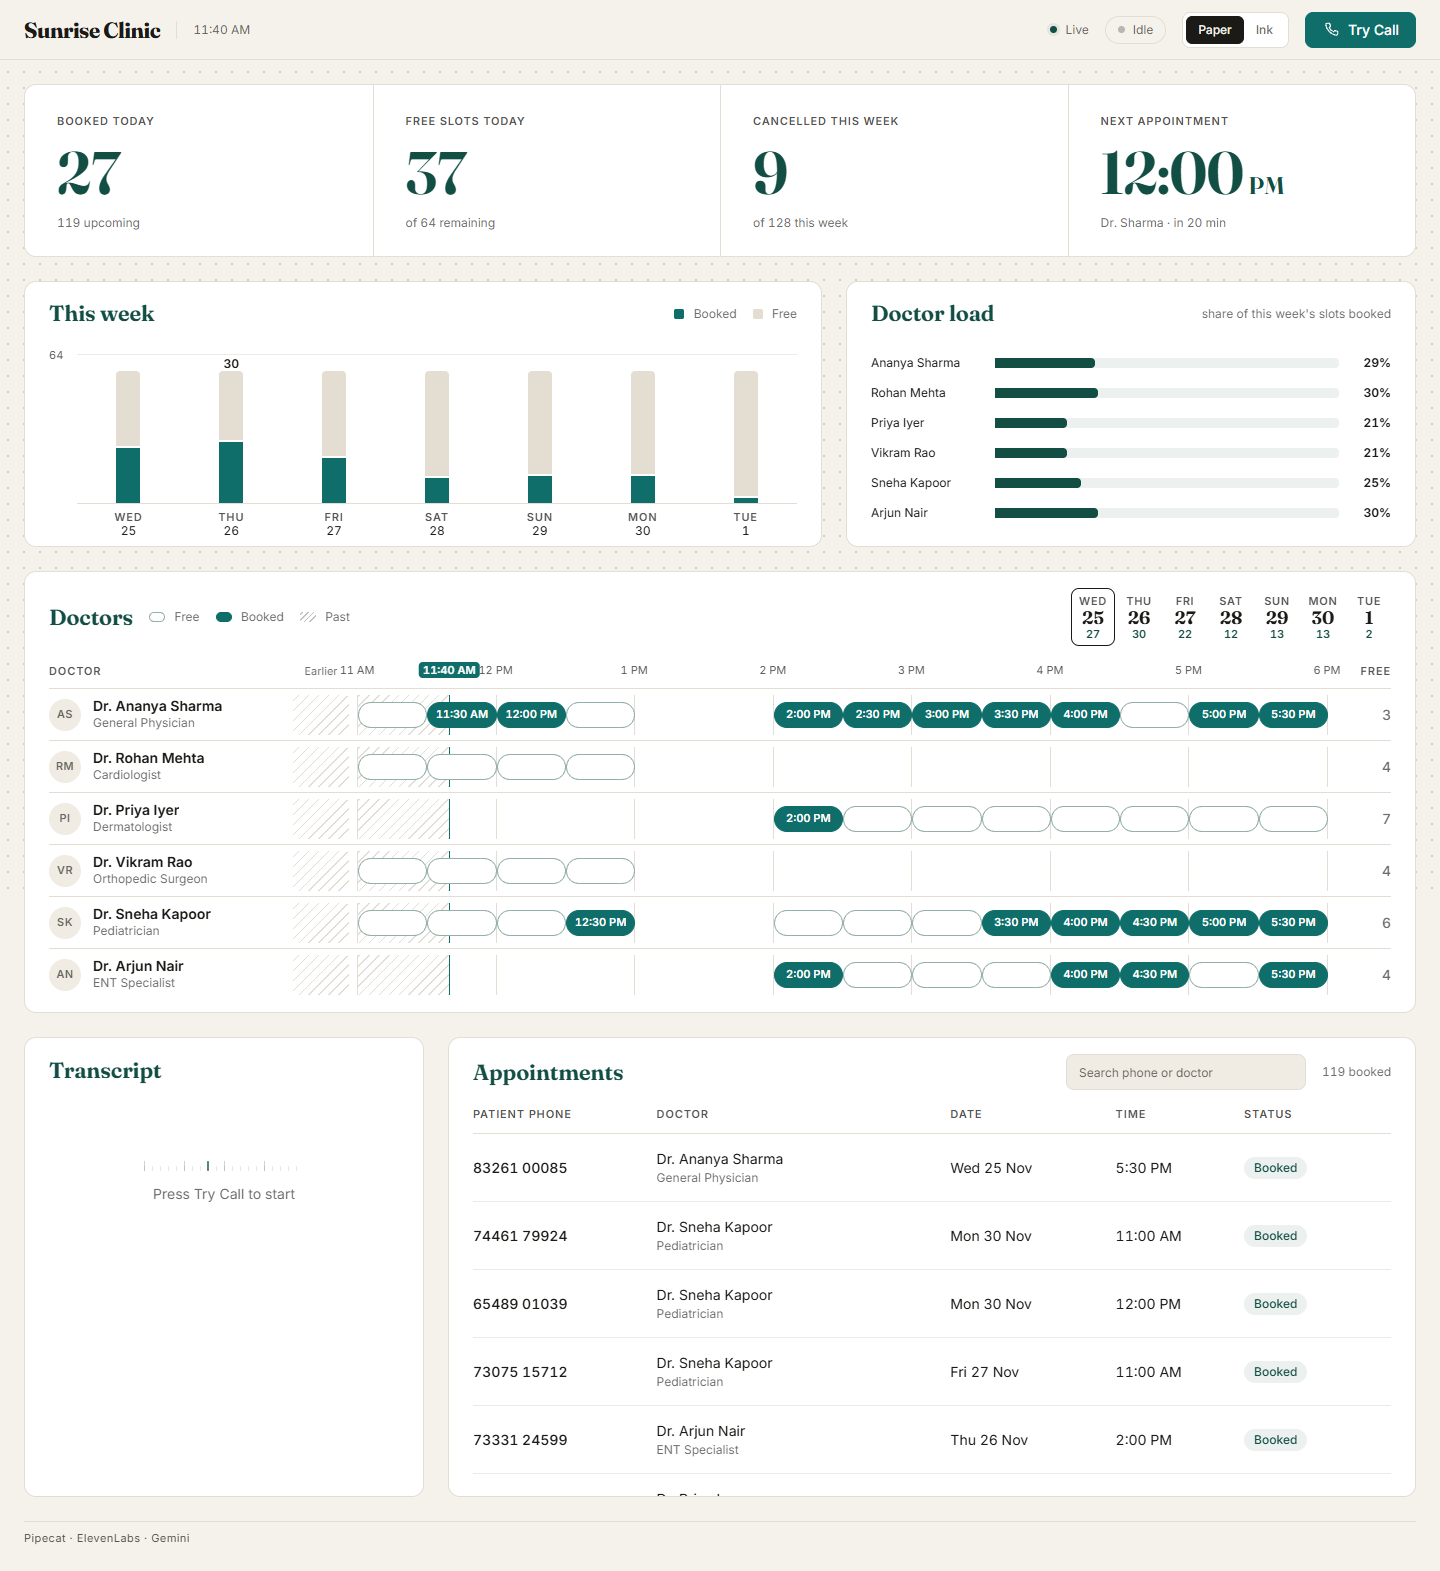 Sunrise Clinic
11:40 AM
Live
Idle
Paper
Ink
Try Call
BOOKED TODAY
27
119 upcoming
FREE SLOTS TODAY
37
of 64 remaining
CANCELLED THIS WEEK
9
of 128 this week
NEXT APPOINTMENT
12:00 PM
Dr. Sharma · in 20 min
This week
Booked
Free
64
30
WED THU FRI SAT SUN MON TUE
25 26 27 28 29 30 1
Doctor load
share of this week's slots booked
Ananya Sharma 29%
Rohan Mehta 30%
Priya Iyer 21%
Vikram Rao 21%
Sneha Kapoor 25%
Arjun Nair 30%
Doctors
Free
Booked
Past
WED THU FRI SAT SUN MON TUE
25 26 27 28 29 30 1
27 30 22 12 13 13 2
DOCTOR Earlier 11 AM 11:40 AM 12 PM 1 PM 2 PM 3 PM 4 PM 5 PM 6 PM FREE
AS Dr. Ananya Sharma 11:30 AM 12:00 PM 2:00 PM 2:30 PM 3:00 PM 3:30 PM 4:00 PM 5:00 PM 5:30 PM 3
General Physician
RM Dr. Rohan Mehta 4
Cardiologist
PI Dr. Priya Iyer 2:00 PM 7
Dermatologist
VR Dr. Vikram Rao 4
Orthopedic Surgeon
SK Dr. Sneha Kapoor 12:30 PM 3:30 PM 4:00 PM 4:30 PM 5:00 PM 5:30 PM 6
Pediatrician
AN Dr. Arjun Nair 2:00 PM 4:00 PM 4:30 PM 5:30 PM 4
ENT Specialist
Transcript
Press Try Call to start
Appointments
Search phone or doctor
119 booked
PATIENT PHONE DOCTOR DATE TIME STATUS
83261 00085 Dr. Ananya Sharma Wed 25 Nov 5:30 PM Booked
General Physician
74461 79924 Dr. Sneha Kapoor Mon 30 Nov 11:00 AM Booked
Pediatrician
65489 01039 Dr. Sneha Kapoor Mon 30 Nov 12:00 PM Booked
Pediatrician
73075 15712 Dr. Sneha Kapoor Fri 27 Nov 11:00 AM Booked
Pediatrician
73331 24599 Dr. Arjun Nair Thu 26 Nov 2:00 PM Booked
ENT Specialist
Pipecat · ElevenLabs · Gemini